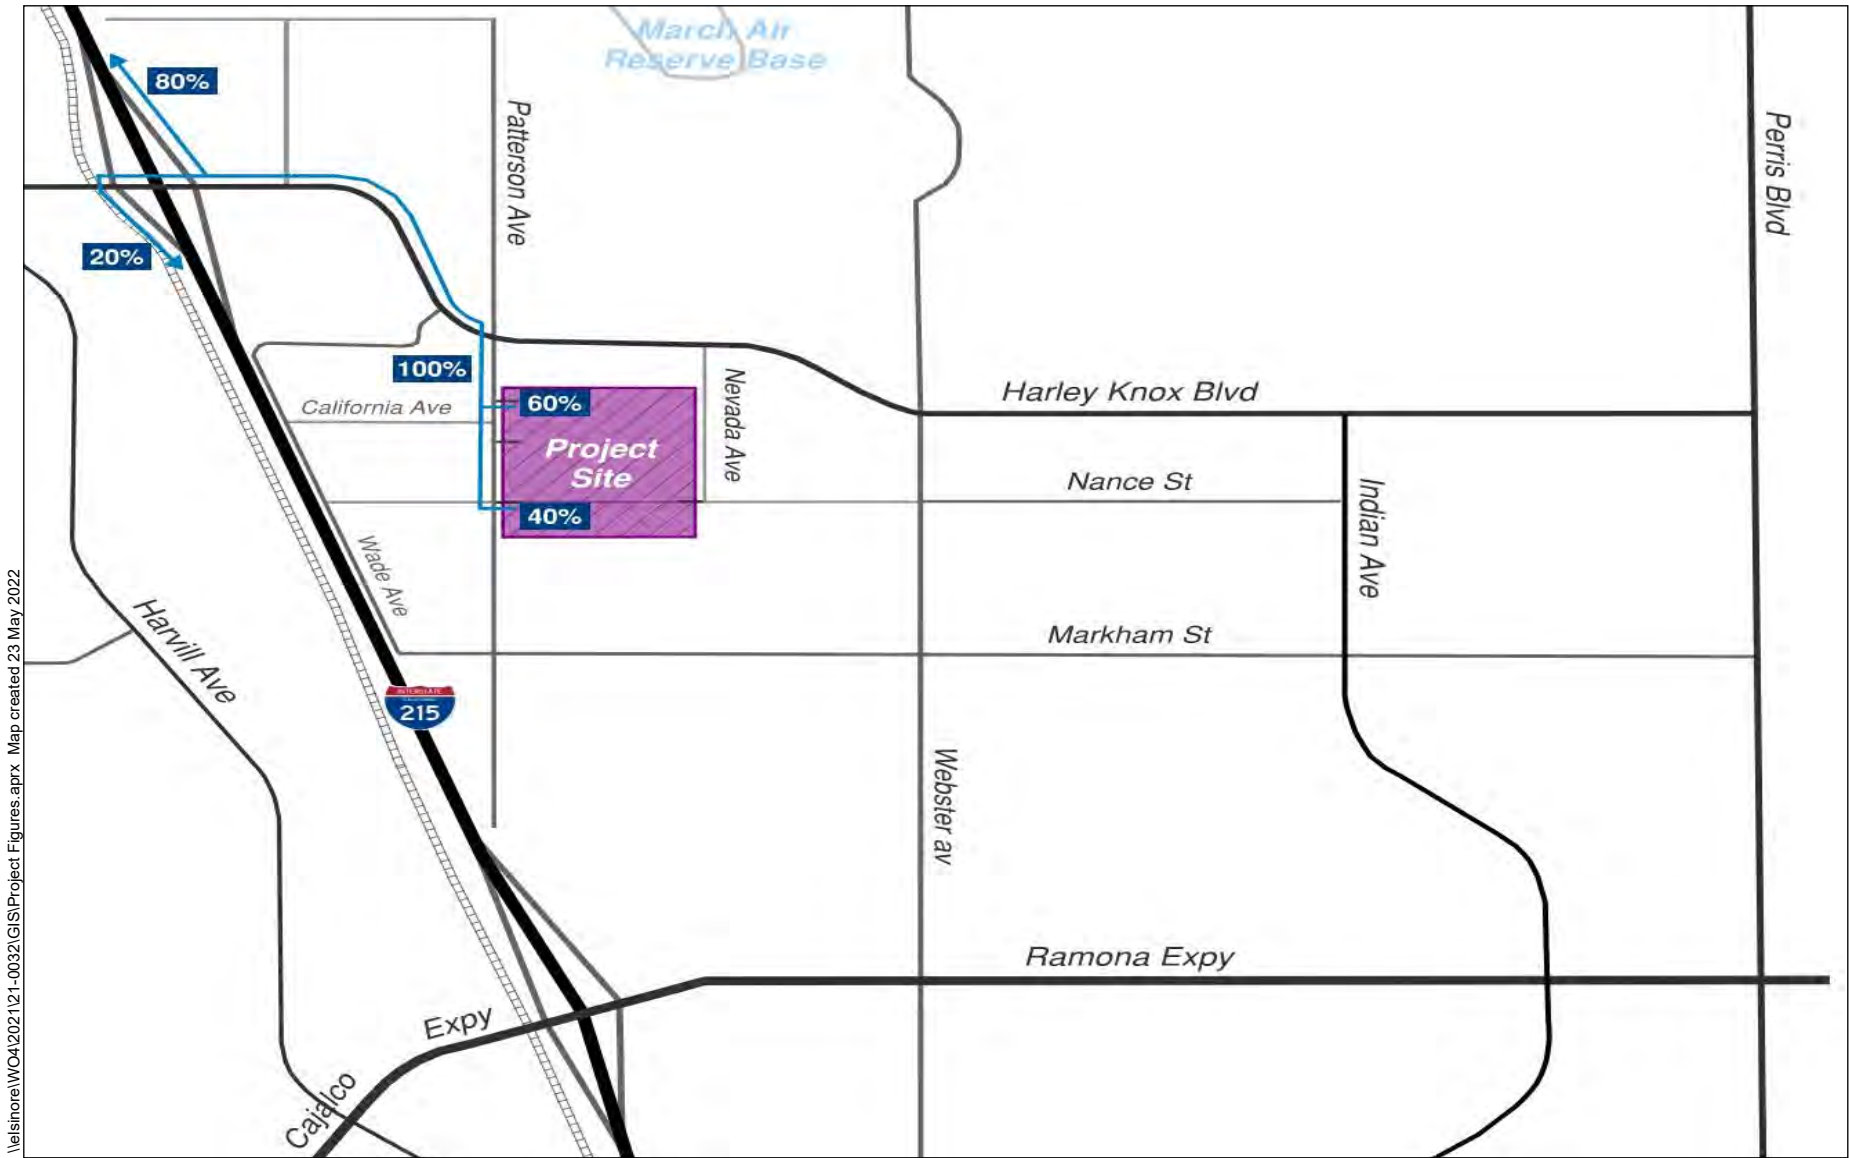 March Air
Reserve Base
80%
Patterson Ave
Perris Blvd
20%
100%
60%
California Ave
Nevada Ave
Harley Knox Blvd
Project
Site
Nance St
40%
Indian Ave
Wade Ave
Markham St
Harvill Ave
INTERSTATE
215
Webster av
Ramona Expy
Expy
Cajalco
\\elsinore\WO4\2021\21-0032\GIS\Project Figures.aprx Map created 23 May 2022